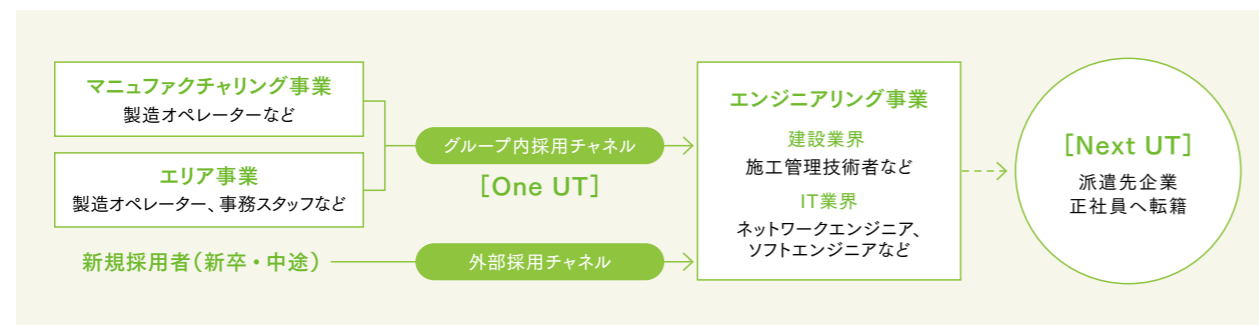 マニュファクチャリング事業
製造オペレーターなど
エリア事業
製造オペレーター、事務スタッフなど
新規採用者（新卒・中途）
グループ内採用チャネル
［One UT］
外部採用チャネル
エンジニアリング事業
建設業界
施工管理技術者など
IT業界
ネットワークエンジニア、
ソフトエンジニアなど
［Next UT］
派遣先企業
正社員へ転籍